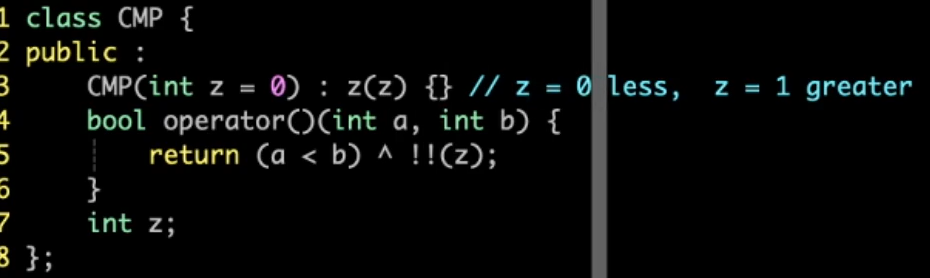 1 class CMP {
2 public :
3     CMP(int z = 0) : z(z) {} // z = 0 less,  z = 1 greater
4     bool operator()(int a, int b) {
5         return (a < b) ^ !!(z);
6     }
7     int z;
8 };